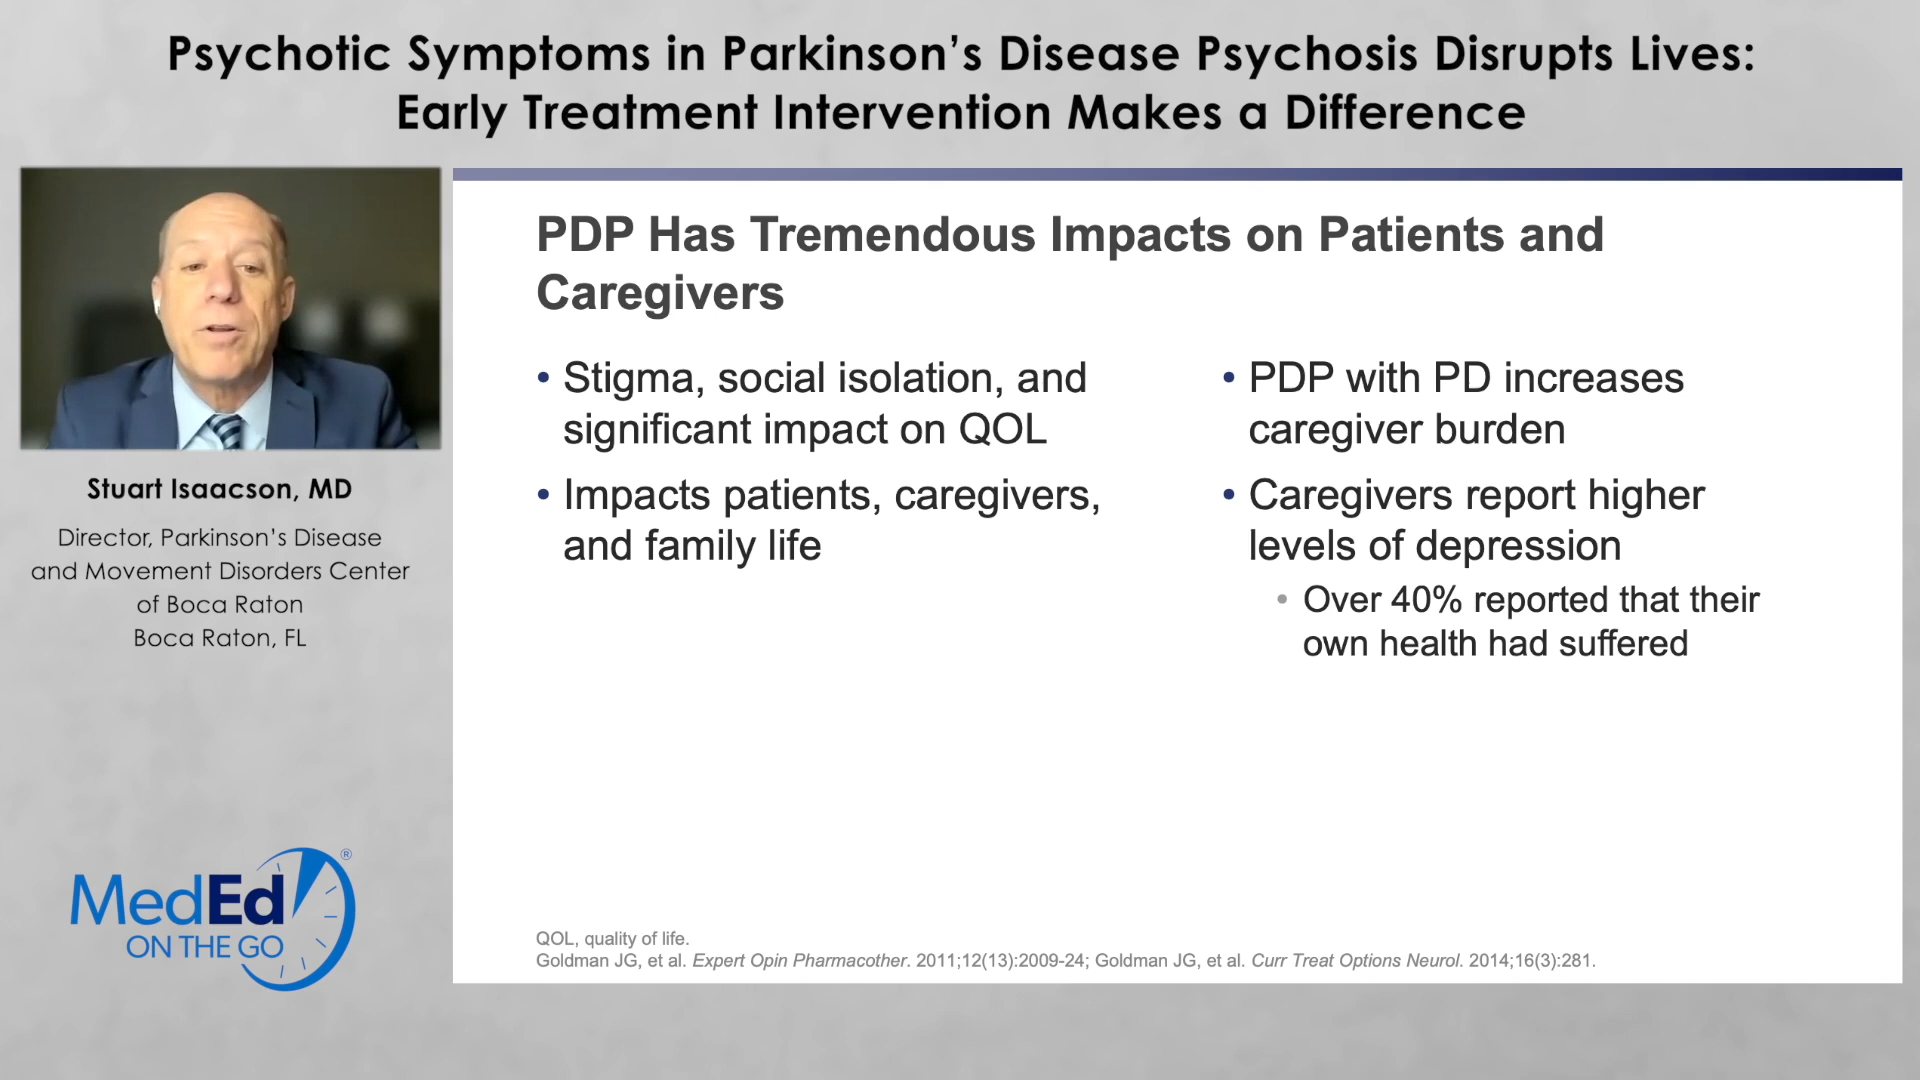 Psychotic Symptoms in Parkinson’s Disease Psychosis Disrupts Lives:
Early Treatment Intervention Makes a Difference
Stuart Isaacson, MD
Director, Parkinson’s Disease
and Movement Disorders Center
of Boca Raton
Boca Raton, FL
MedEd®
ON THE GO
PDP Has Tremendous Impacts on Patients and
Caregivers
• Stigma, social isolation, and
significant impact on QOL
• Impacts patients, caregivers,
and family life
• PDP with PD increases
caregiver burden
• Caregivers report higher
levels of depression
• Over 40% reported that their
own health had suffered
QOL, quality of life.
Goldman JG, et al. Expert Opin Pharmacother. 2011;12(13):2009-24; Goldman JG, et al. Curr Treat Options Neurol. 2014;16(3):281.